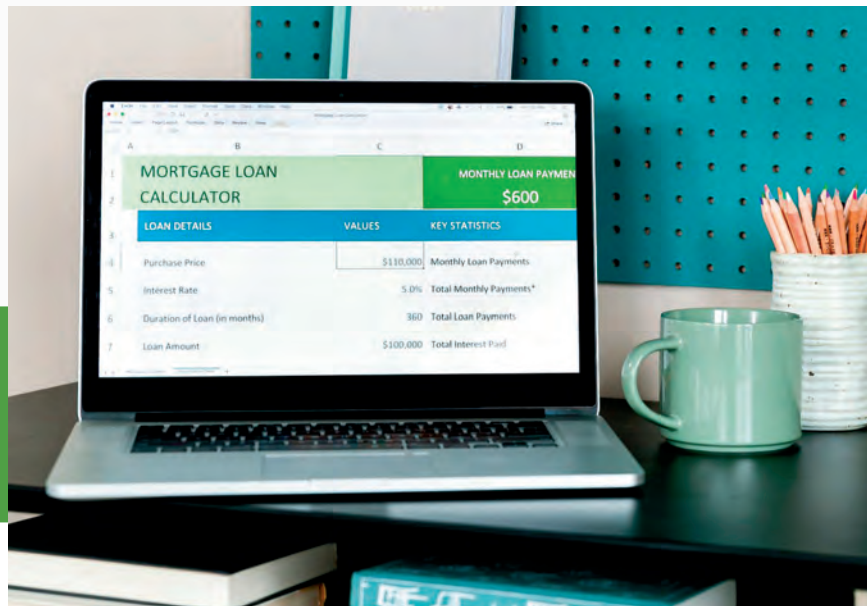 A B C D
1 MORTGAGE LOAN MONTHLY LOAN PAYMEN
2 CALCULATOR $600
3 LOAN DETAILS VALUES KEY STATISTICS
4 Purchase Price $110,000 Monthly Loan Payments
5 Interest Rate 5.0% Total Monthly Payments*
6 Duration of Loan (in months) 360 Total Loan Payments
7 Loan Amount $100,000 Total Interest Paid